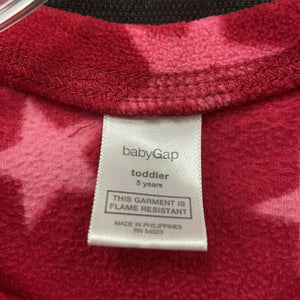 babyGap
toddler
5 years
THIS GARMENT IS
FLAME RESISTANT
MADE IN PHILIPPINES
RN 54023